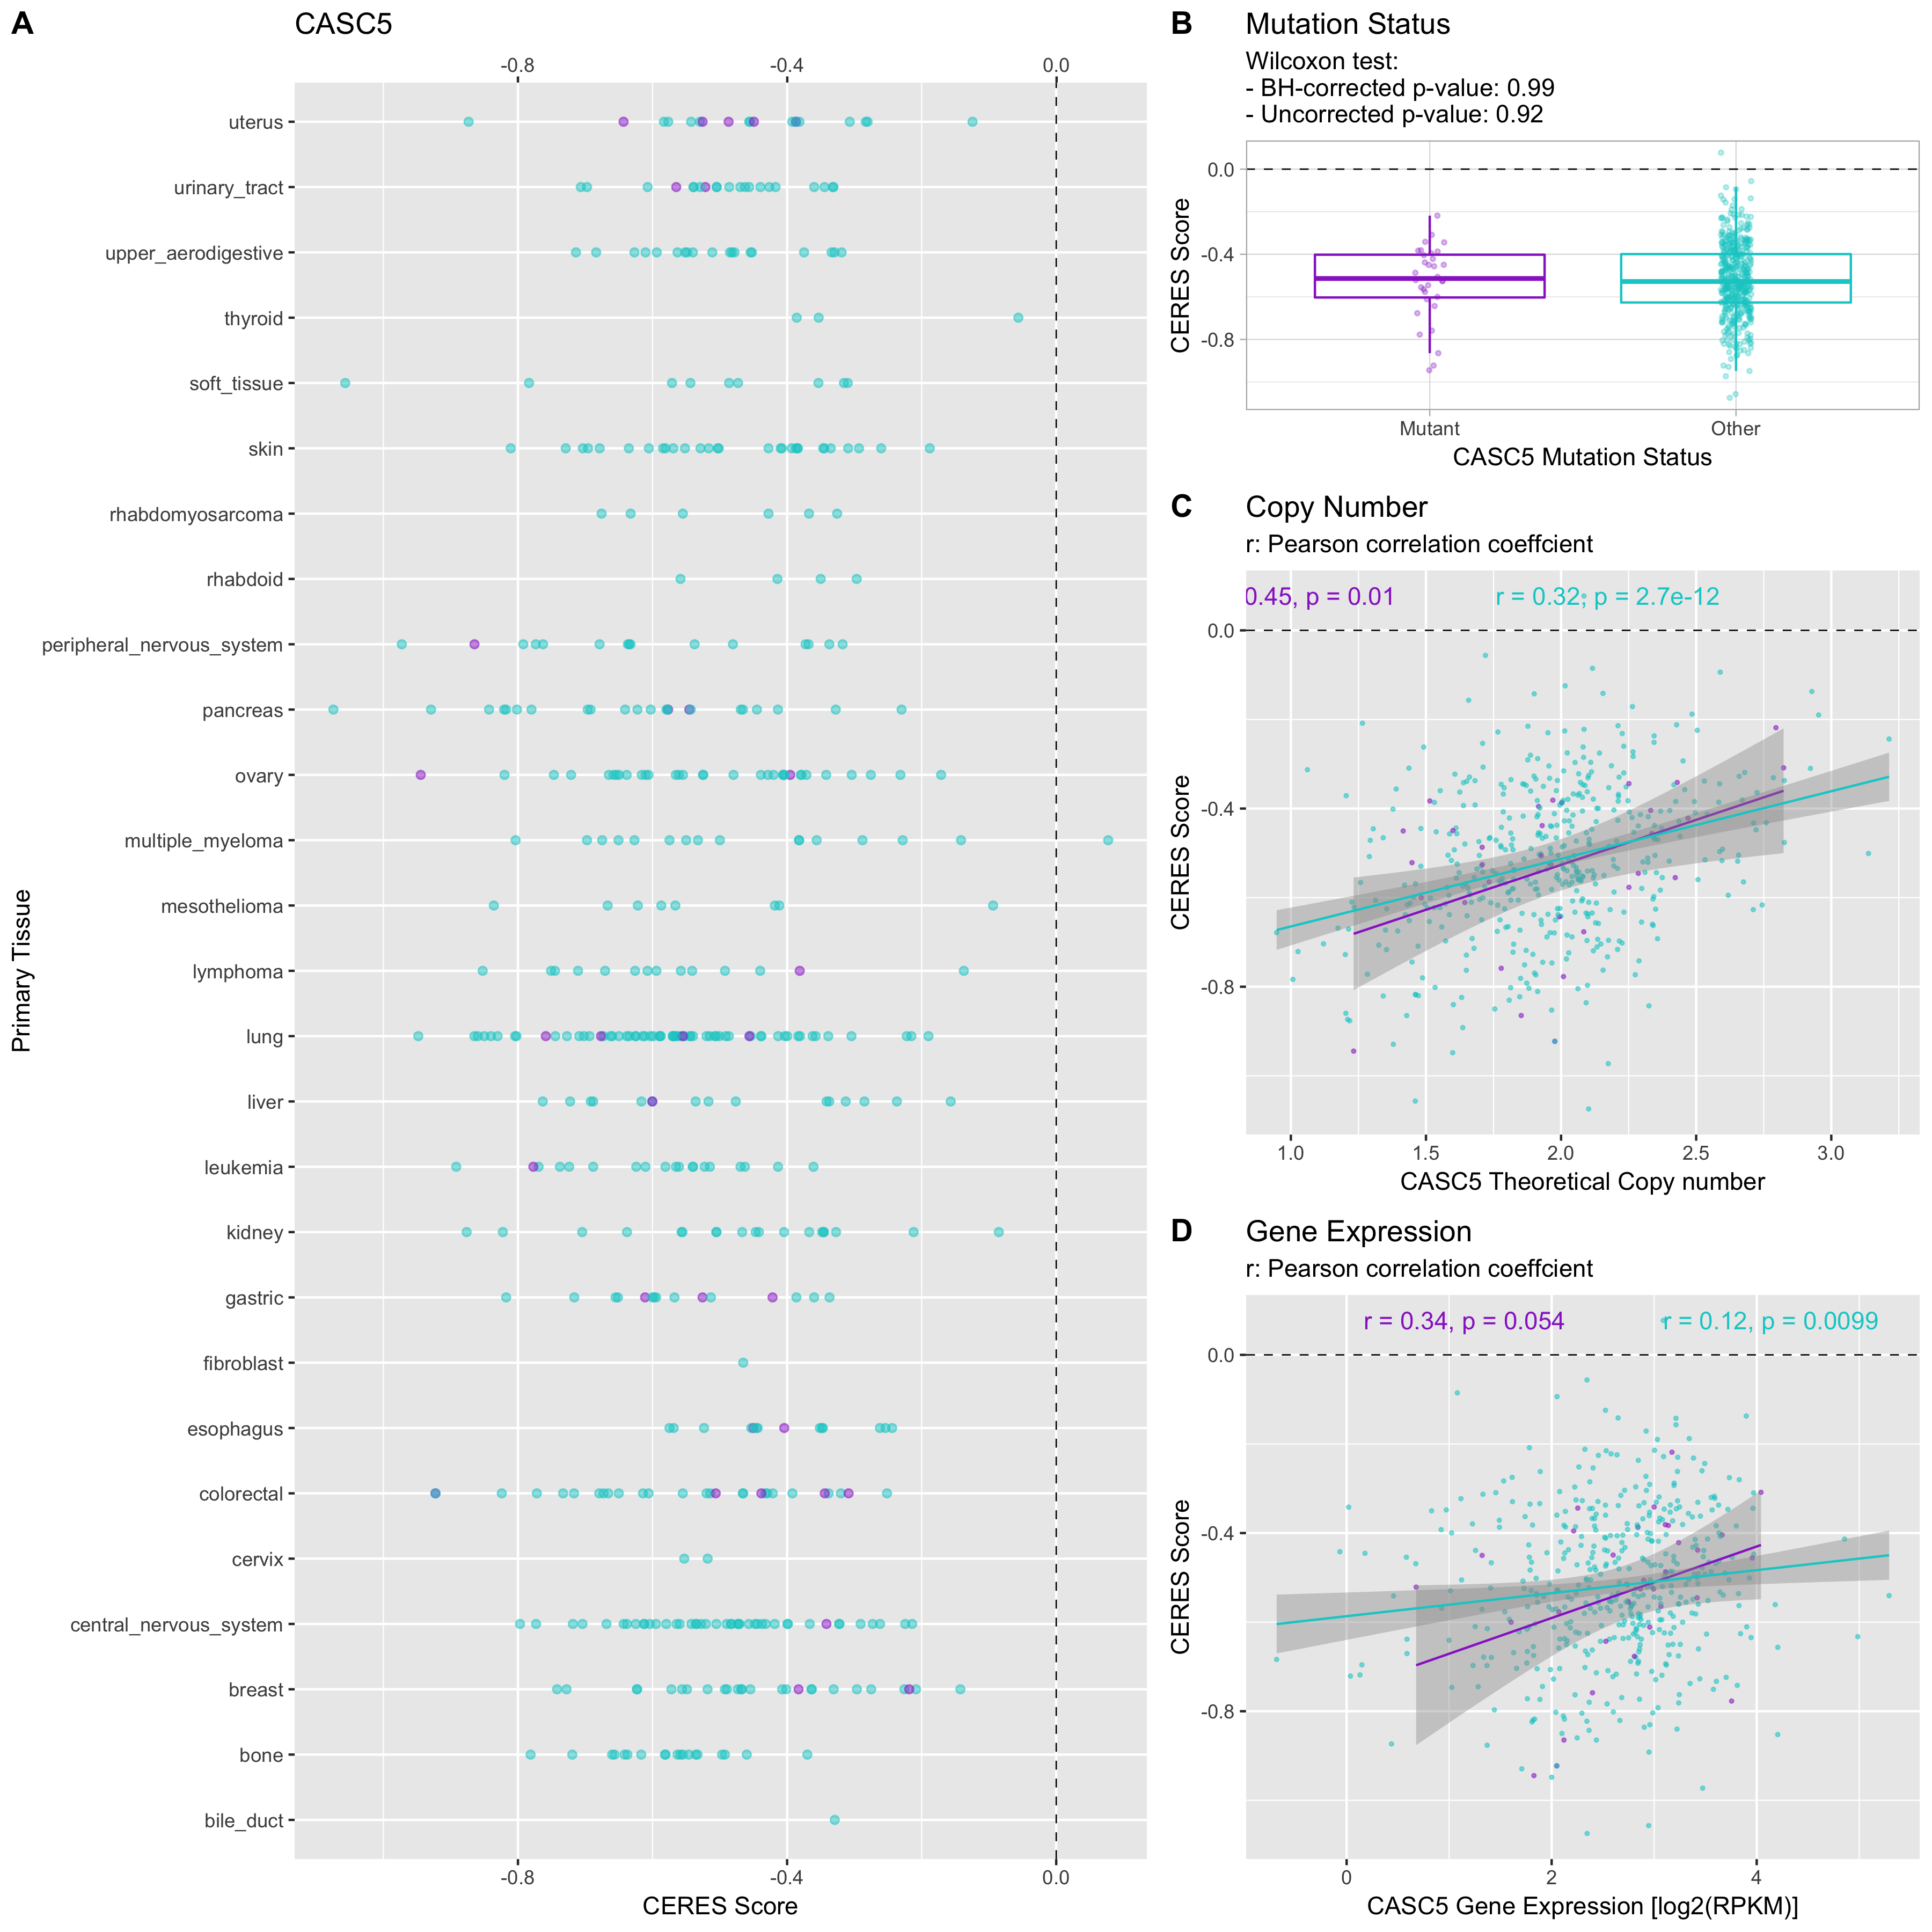 A
CASC5
-0.8 -0.4 0.0
uterus
urinary_tract
upper_aerodigestive
thyroid
soft_tissue
skin
rhabdomyosarcoma
rhabdoid
peripheral_nervous_system
pancreas
ovary
multiple_myeloma
mesothelioma
lymphoma
lung
liver
leukemia
kidney
gastric
fibroblast
esophagus
colorectal
cervix
central_nervous_system
breast
bone
bile_duct
Primary Tissue
-0.8 -0.4 0.0
CERES Score
B
Mutation Status
Wilcoxon test:
- BH-corrected p-value: 0.99
- Uncorrected p-value: 0.92
0.0
-0.4
-0.8
CERES Score
Mutant Other
CASC5 Mutation Status
C
Copy Number
r: Pearson correlation coeffcient
0.45, p = 0.01 r = 0.32, p = 2.7e-12
0.0
-0.4
-0.8
CERES Score
1.0 1.5 2.0 2.5 3.0
CASC5 Theoretical Copy number
D
Gene Expression
r: Pearson correlation coeffcient
r = 0.34, p = 0.054 r = 0.12, p = 0.0099
0.0
-0.4
-0.8
CERES Score
0 2 4
CASC5 Gene Expression [log2(RPKM)]